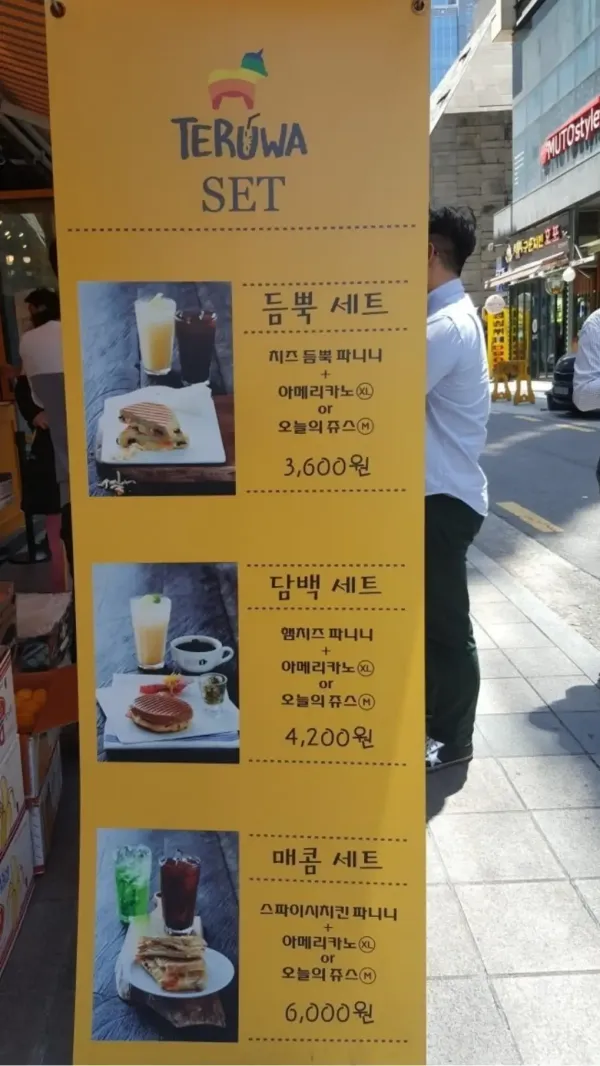 TERUWA
SET
듬뿍 세트
치즈 듬뿍 파니니
+
아메리카노 XL
or
오늘의 쥬스 M
3,600원
담백 세트
햄치즈 파니니
+
아메리카노 XL
or
오늘의 쥬스 M
4,200원
매콤 세트
스파이시치킨 파니니
+
아메리카노 XL
or
오늘의 쥬스 M
6,000원
MUTOstyle